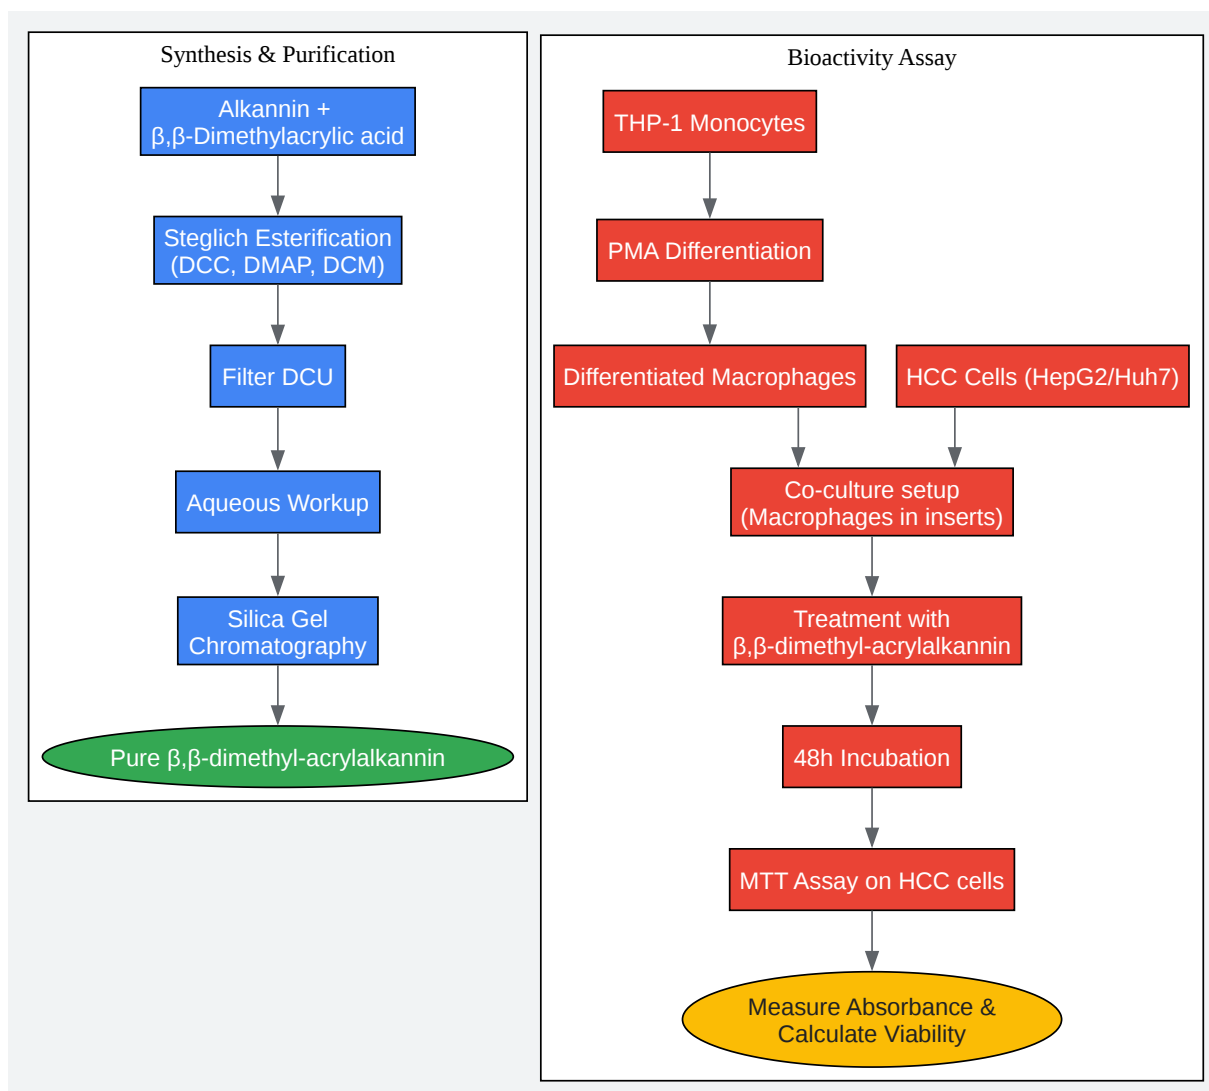 Synthesis & Purification
Alkannin +
β,β-Dimethylacrylic acid
Steglich Esterification
(DCC, DMAP, DCM)
Filter DCU
Aqueous Workup
Silica Gel
Chromatography
Pure β,β-dimethyl-acrylalkannin
Bioactivity Assay
THP-1 Monocytes
PMA Differentiation
Differentiated Macrophages
HCC Cells (HepG2/Huh7)
Co-culture setup
(Macrophages in inserts)
Treatment with
β,β-dimethyl-acrylalkannin
48h Incubation
MTT Assay on HCC cells
Measure Absorbance &
Calculate Viability